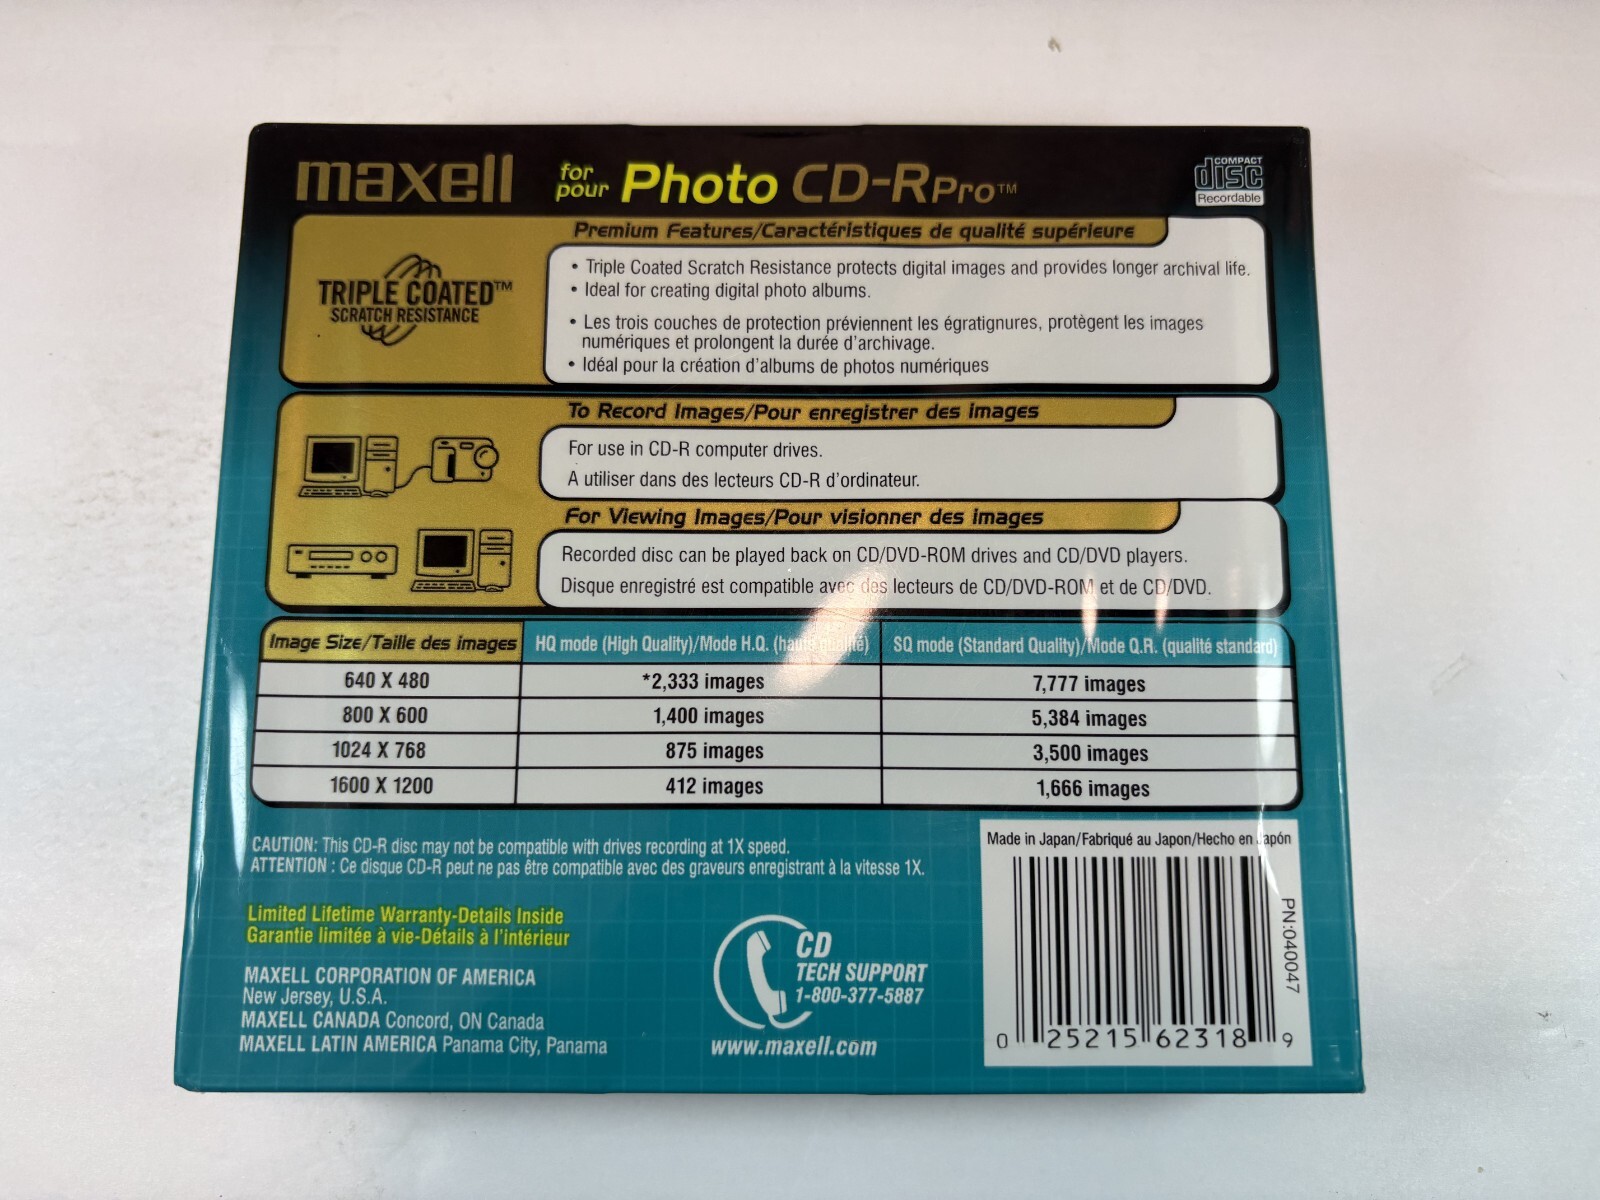 maxell for pour Photo CD-R Pro™
COMPACT disc Recordable
Premium Features/Caractéristiques de qualité supérieure
TRIPLE COATED™
SCRATCH RESISTANCE
• Triple Coated Scratch Resistance protects digital images and provides longer archival life.
• Ideal for creating digital photo albums.
• Les trois couches de protection préviennent les égratignures, protègent les images
numériques et prolongent la durée d'archivage.
• Idéal pour la création d'albums de photos numériques
To Record Images/Pour enregistrer des images
For use in CD-R computer drives.
A utiliser dans des lecteurs CD-R d'ordinateur.
For Viewing Images/Pour visionner des images
Recorded disc can be played back on CD/DVD-ROM drives and CD/DVD players.
Disque enregistré est compatible avec des lecteurs de CD/DVD-ROM et de CD/DVD.
Image Size/Taille des images HQ mode (High Quality)/Mode H.Q. (haute qualité) SQ mode (Standard Quality)/Mode Q.R. (qualité standard)
640 X 480 *2,333 images 7,777 images
800 X 600 1,400 images 5,384 images
1024 X 768 875 images 3,500 images
1600 X 1200 412 images 1,666 images
CAUTION: This CD-R disc may not be compatible with drives recording at 1X speed.
ATTENTION : Ce disque CD-R peut ne pas être compatible avec des graveurs enregistrant à la vitesse 1X.
Limited Lifetime Warranty-Details Inside
Garantie limitée à vie-Détails à l'intérieur
MAXELL CORPORATION OF AMERICA
New Jersey, U.S.A.
MAXELL CANADA Concord, ON Canada
MAXELL LATIN AMERICA Panama City, Panama
CD
TECH SUPPORT
1-800-377-5887
www.maxell.com
Made in Japan/Fabriqué au Japon/Hecho en Japón
PN:040047
0 25215 62318 9